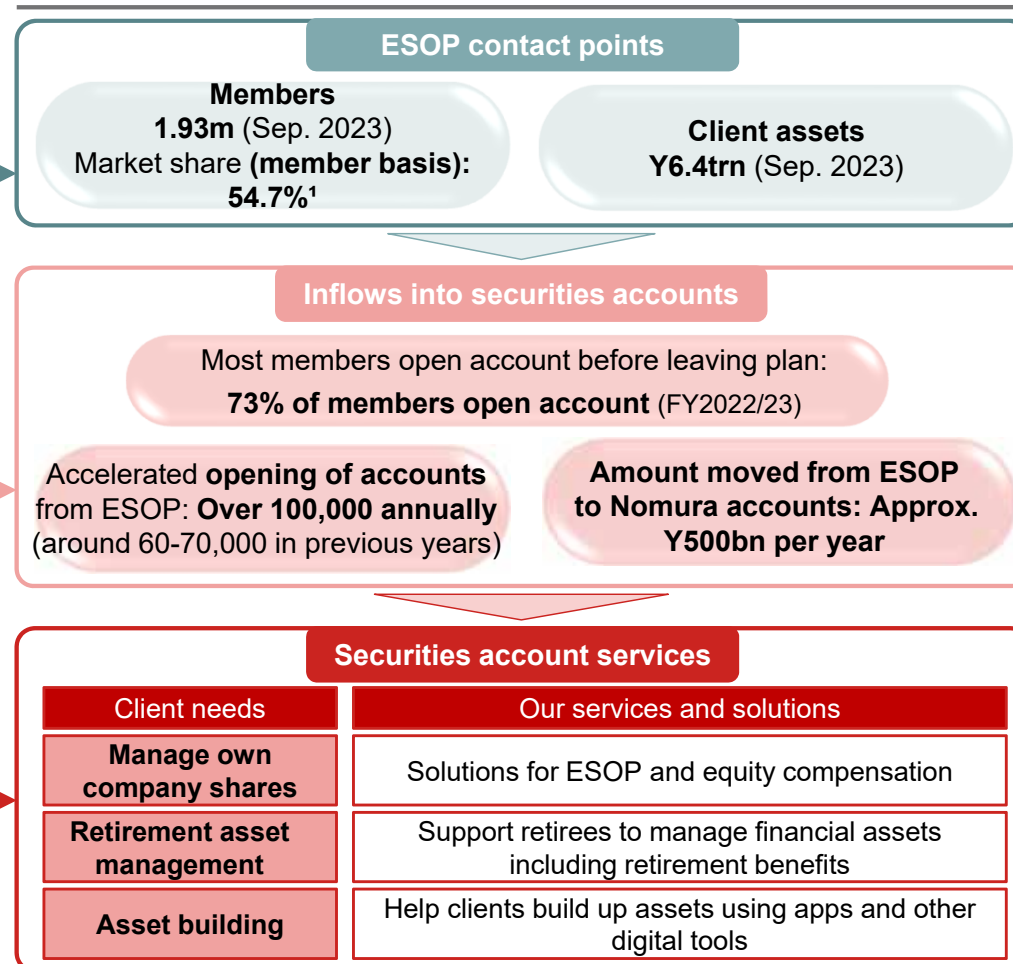 ESOP contact points
Members
1.93m (Sep. 2023)
Market share (member basis):
54.7%¹
Client assets
Y6.4trn (Sep. 2023)
Inflows into securities accounts
Most members open account before leaving plan:
73% of members open account (FY2022/23)
Accelerated opening of accounts
from ESOP: Over 100,000 annually
(around 60-70,000 in previous years)
Amount moved from ESOP
to Nomura accounts: Approx.
Y500bn per year
Securities account services
Client needs
Our services and solutions
Manage own
company shares
Solutions for ESOP and equity compensation
Retirement asset
management
Support retirees to manage financial assets
including retirement benefits
Asset building
Help clients build up assets using apps and other
digital tools